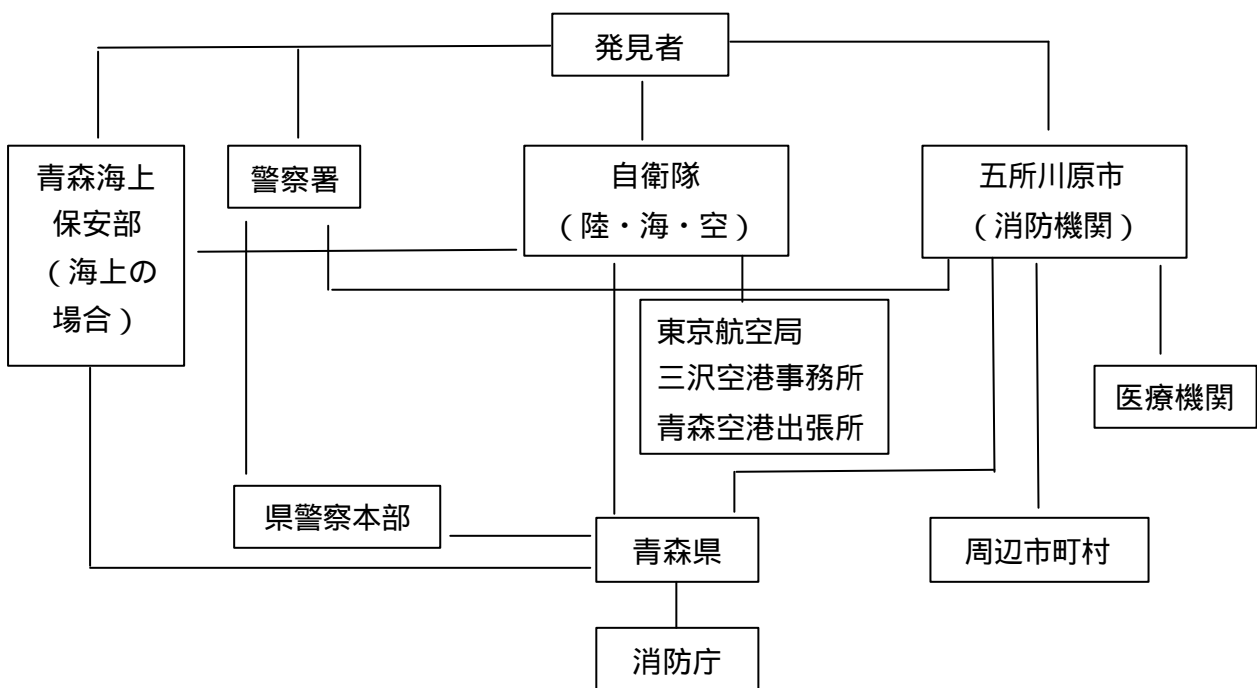 発見者
青森海上
保安部
（海上の
場合）
警察署
自衛隊
（陸・海・空）
五所川原市
（消防機関）
東京航空局
三沢空港事務所
青森空港出張所
医療機関
県警察本部
青森県
周辺市町村
消防庁